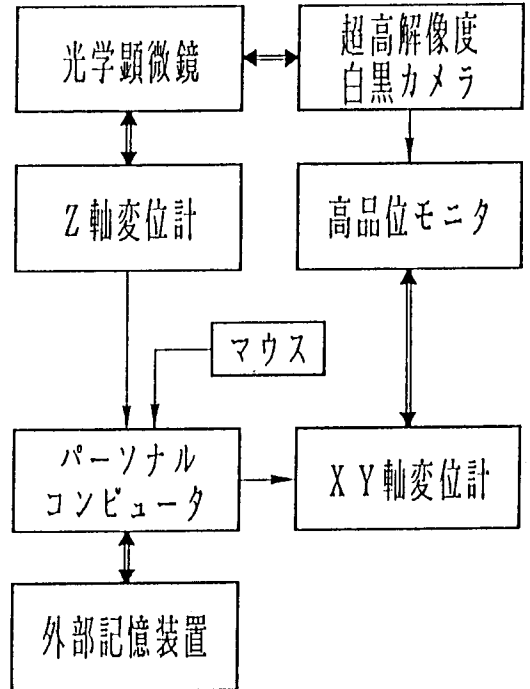 光学顕微鏡
超高解像度
白黒カメラ
Z軸変位計
高品位モニタ
マウス
パーソナル
コンピュータ
XY軸変位計
外部記憶装置